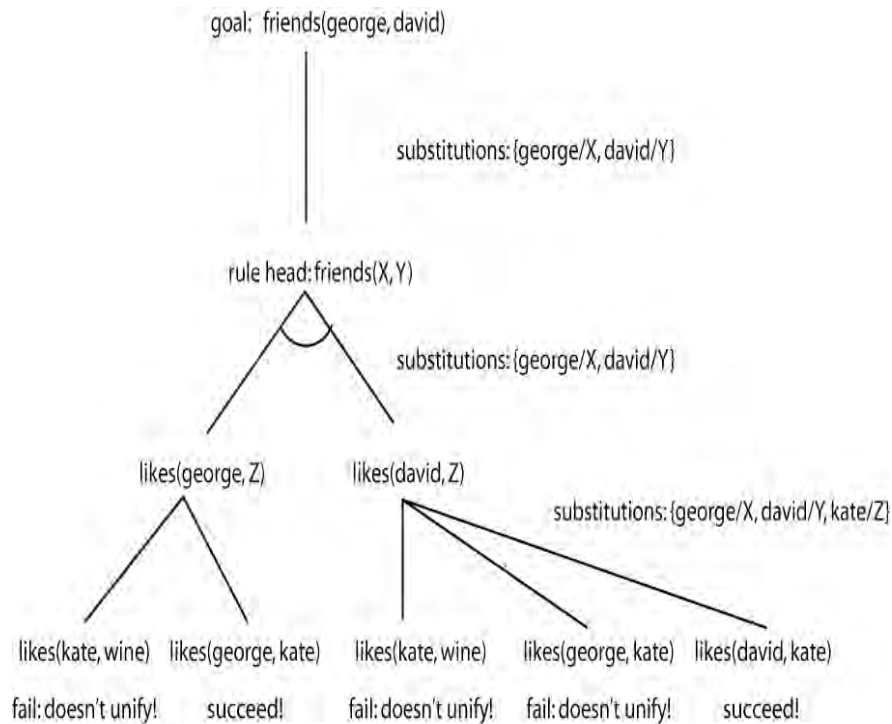 goal: friends(george, david)
substitutions: {george/X, david/Y}
rule head: friends(X, Y)
substitutions: {george/X, david/Y}
likes(george, Z)
likes(david, Z)
substitutions: {george/X, david/Y, kate/Z}
likes(kate, wine)
likes(george, kate)
likes(kate, wine)
likes(george, kate)
likes(david, kate)
fail: doesn't unify!
succeed!
fail: doesn't unify!
fail: doesn't unify!
succeed!